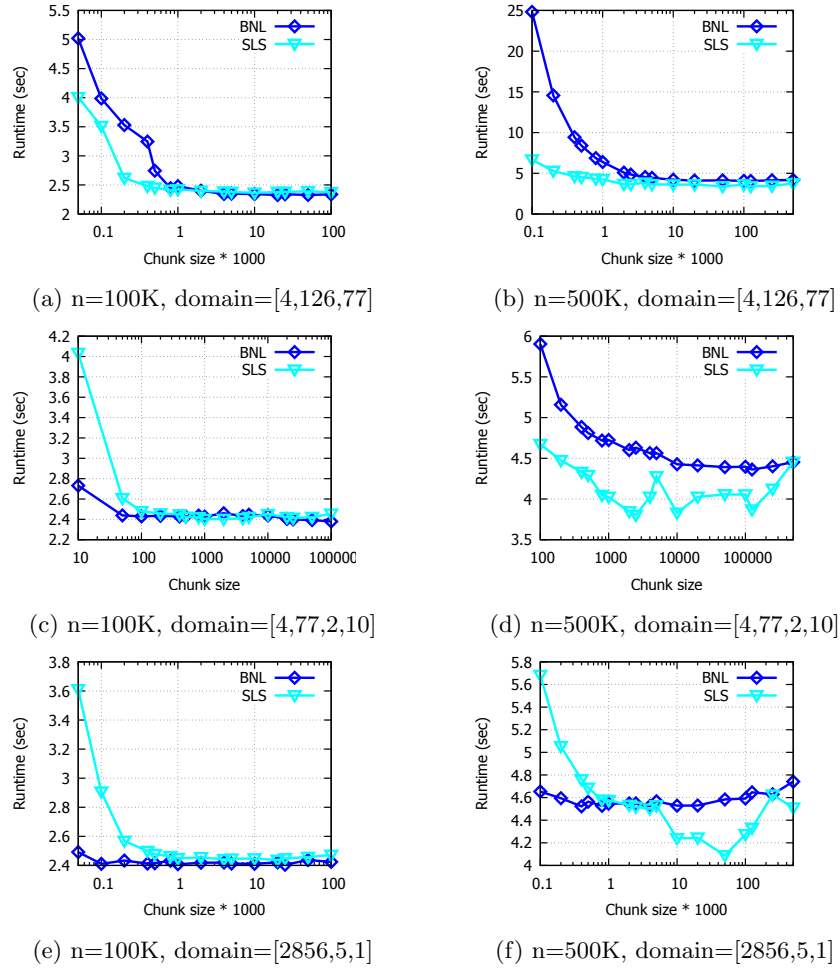 5.5
5
4.5
4
3.5
3
2.5
2
Runtime (sec)
BNL
SLS
0.1 1 10 100
Chunk size * 1000
(a) n=100K, domain=[4,126,77]
25
20
15
10
5
0
Runtime (sec)
BNL
SLS
0.1 1 10 100
Chunk size * 1000
(b) n=500K, domain=[4,126,77]
4.2
4
3.8
3.6
3.4
3.2
3
2.8
2.6
2.4
2.2
Runtime (sec)
BNL
SLS
10 100 1000 10000 100000
Chunk size
(c) n=100K, domain=[4,77,2,10]
6
5.5
5
4.5
4
3.5
Runtime (sec)
BNL
SLS
100 1000 10000 100000
Chunk size
(d) n=500K, domain=[4,77,2,10]
3.8
3.6
3.4
3.2
3
2.8
2.6
2.4
Runtime (sec)
BNL
SLS
0.1 1 10 100
Chunk size * 1000
(e) n=100K, domain=[2856,5,1]
5.8
5.6
5.4
5.2
5
4.8
4.6
4.4
4.2
4
Runtime (sec)
BNL
SLS
0.1 1 10 100
Chunk size * 1000
(f) n=500K, domain=[2856,5,1]